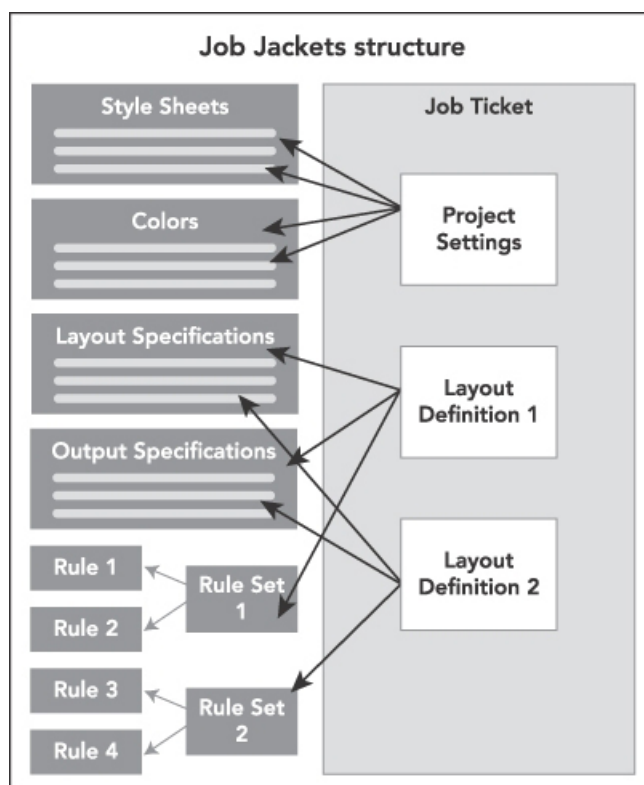 Job Jackets structure
Style Sheets
Colors
Layout Specifications
Output Specifications
Rule 1
Rule 2
Rule Set
1
Rule 3
Rule 4
Rule Set
2
Job Ticket
Project
Settings
Layout
Definition 1
Layout
Definition 2